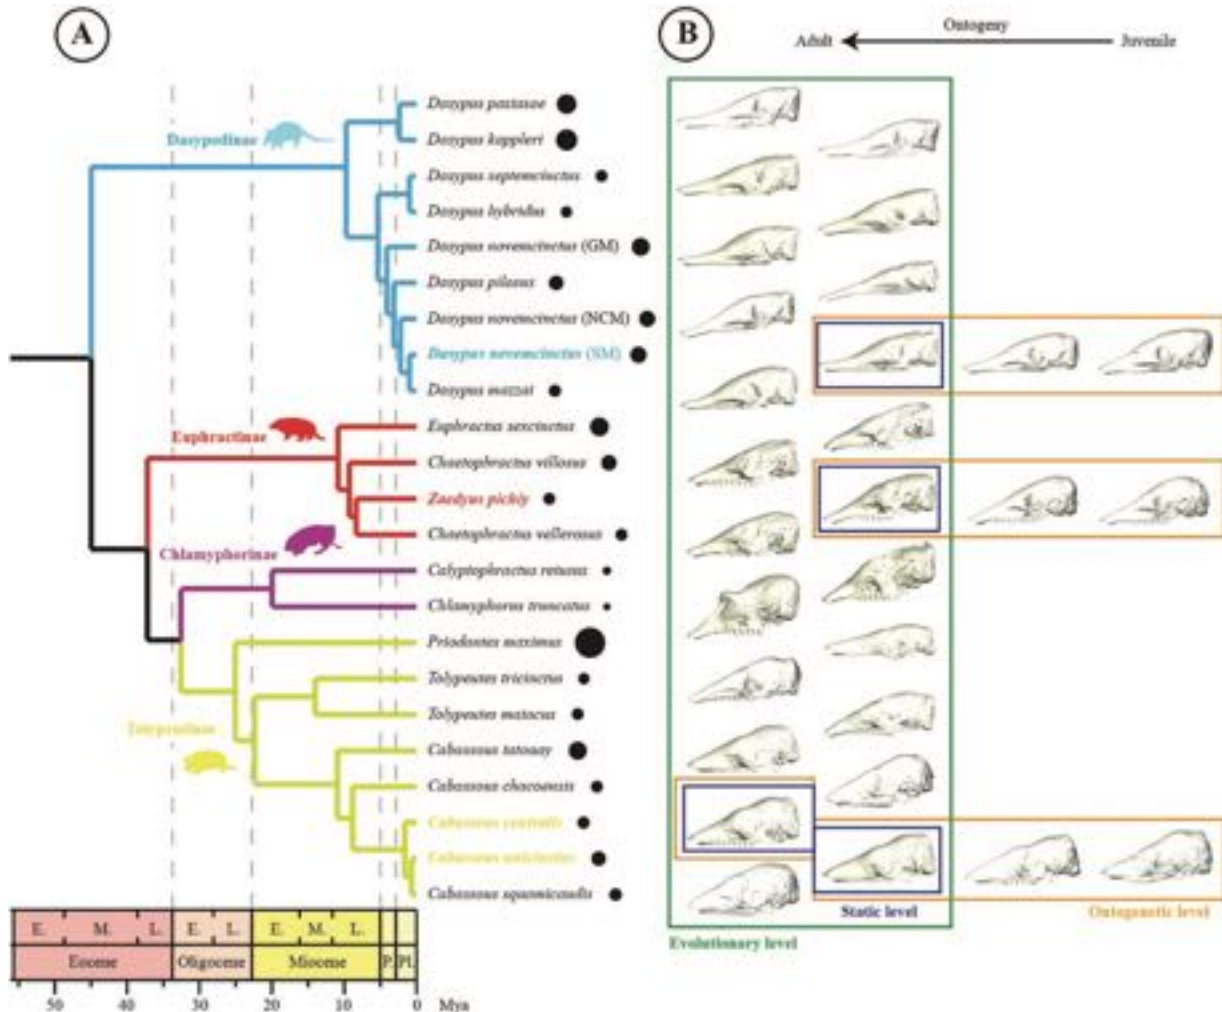 A
B
Ontogeny
Adult
Juvenile
Dasypodinae
Dasypus pastasae
Dasypus kappleri
Dasypus septemcinctus
Dasypus hybridus
Dasypus novemcinctus (GM)
Dasypus pilosus
Dasypus novemcinctus (NCM)
Dasypus novemcinctus (SM)
Dasypus mazzai
Euphractinae
Euphractus sexcinctus
Chaetophractus villosus
Zaedyus pichiy
Chaetophractus vellerosus
Chlamyphorinae
Calyptophractus retusus
Chlamyphorus truncatus
Priodontes maximus
Tolypeutes tricinctus
Tolypeutes matacus
Tolypeutinae
Cabassous tatouay
Cabassous chacoensis
Cabassous centralis
Cabassous unicinctus
Cabassous squamicaudis
Static level
Ontogenetic level
Evolutionary level
E. M. L. E. L. E. M. L.
Eocene Oligocene Miocene P. Pl.
50 40 30 20 10 0 Mya